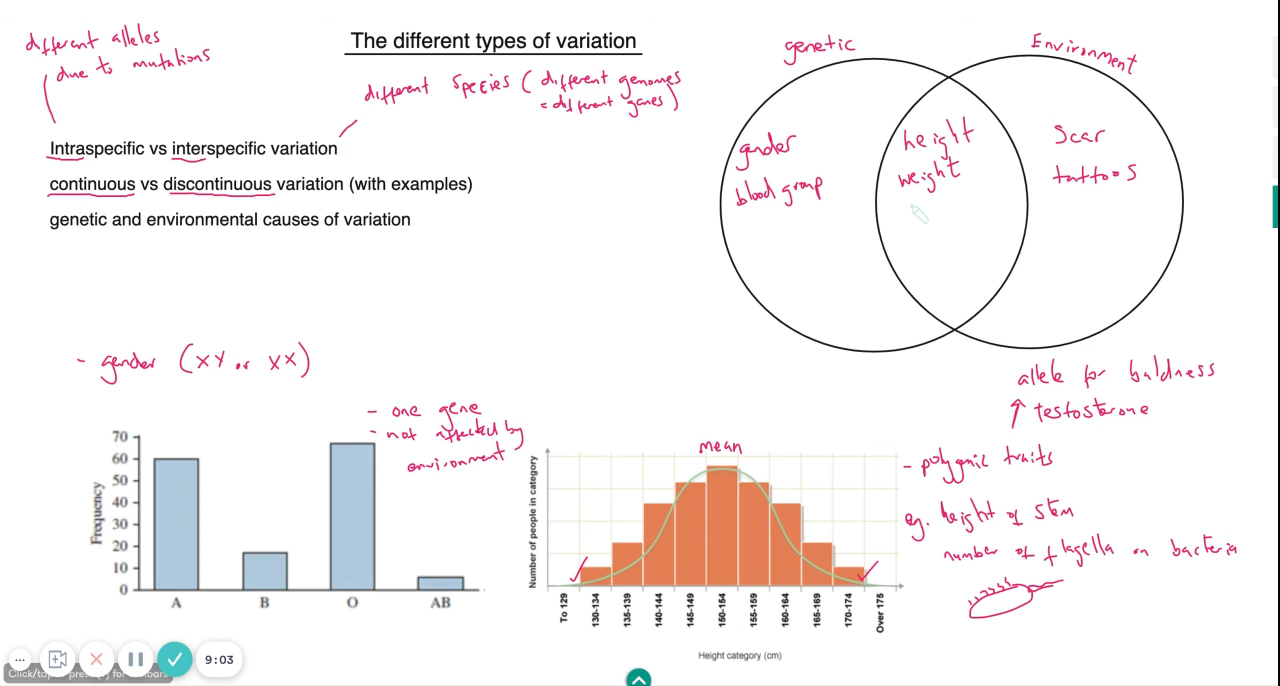 different alleles
due to mutations
The different types of variation
different species (different genomes
= different genes)
Intraspecific vs interspecific variation
continuous vs discontinuous variation (with examples)
genetic and environmental causes of variation
genetic
Environment
gender
blood group
height
weight
scar
tattoos
- gender (XY or XX)
- one gene
- not affected by
environment
Frequency
70
60
50
40
30
20
10
0
A
B
O
AB
mean
Number of people in category
To 129
130-134
135-139
140-144
145-149
150-154
155-159
160-164
165-169
170-174
Over 175
Height category (cm)
allele for baldness
↑ testosterone
- polygenic traits
eg. height of stem
number of flagella on bacteria
9:03